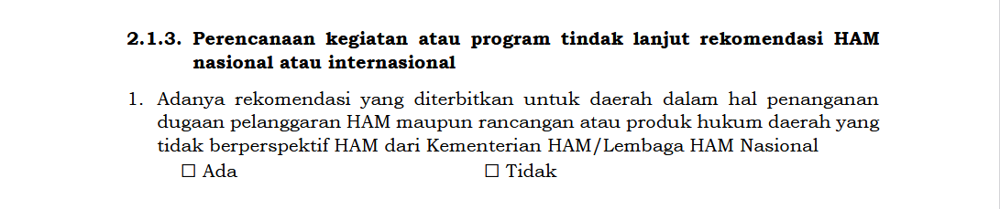 2.1.3. Perencanaan kegiatan atau program tindak lanjut rekomendasi HAM
nasional atau internasional
1. Adanya rekomendasi yang diterbitkan untuk daerah dalam hal penanganan
dugaan pelanggaran HAM maupun rancangan atau produk hukum daerah yang
tidak berperspektif HAM dari Kementerian HAM/Lembaga HAM Nasional
☐ Ada ☐ Tidak